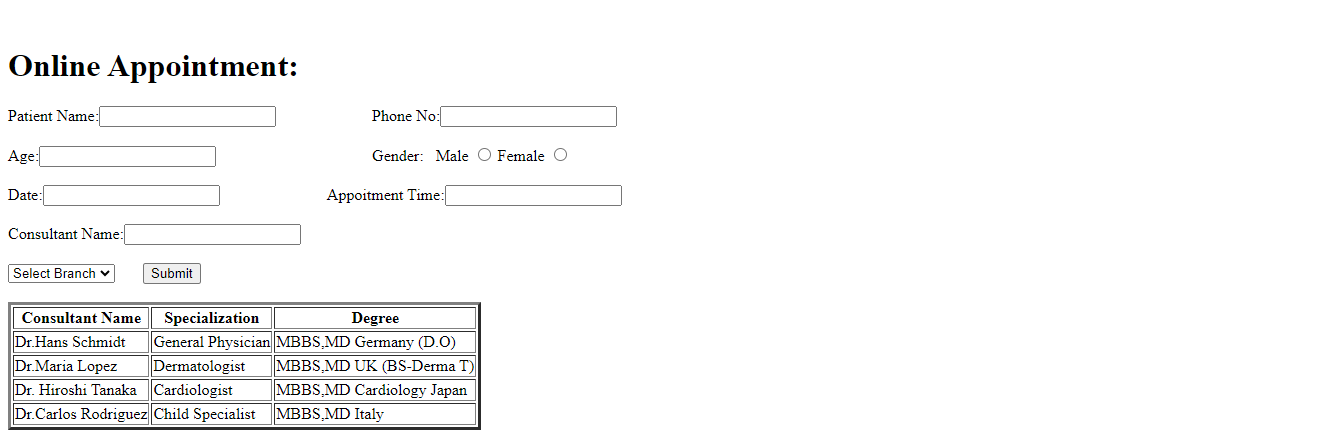 Online Appointment:
Patient Name: Phone No:
Age: Gender: Male Female
Date: Appoitment Time:
Consultant Name:
Select Branch Submit
Consultant Name Specialization Degree
Dr.Hans Schmidt General Physician MBBS,MD Germany (D.O)
Dr.Maria Lopez Dermatologist MBBS,MD UK (BS-Derma T)
Dr. Hiroshi Tanaka Cardiologist MBBS,MD Cardiology Japan
Dr.Carlos Rodriguez Child Specialist MBBS,MD Italy